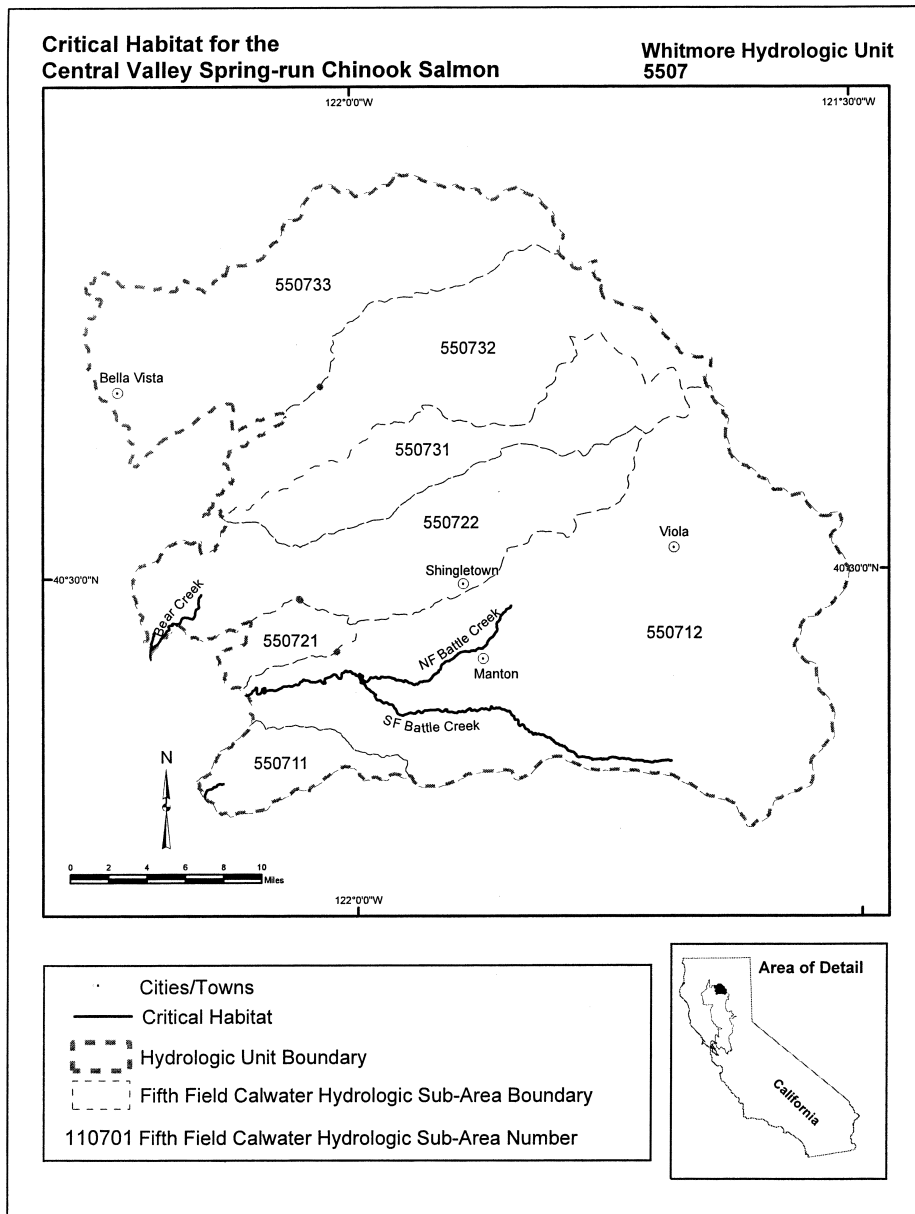 Critical Habitat for the
Central Valley Spring-run Chinook Salmon
Whitmore Hydrologic Unit
5507
122°0'0"W
121°30'0"W
550733
550732
Bella Vista
550731
550722
Viola
Shingletown
40°30'0"N
40°30'0"N
Bear Creek
550721
NF Battle Creek
550712
Manton
SF Battle Creek
550711
N
0 2 4 6 8 10
Miles
122°0'0"W
Cities/Towns
Critical Habitat
Hydrologic Unit Boundary
Fifth Field Calwater Hydrologic Sub-Area Boundary
110701 Fifth Field Calwater Hydrologic Sub-Area Number
Area of Detail
California